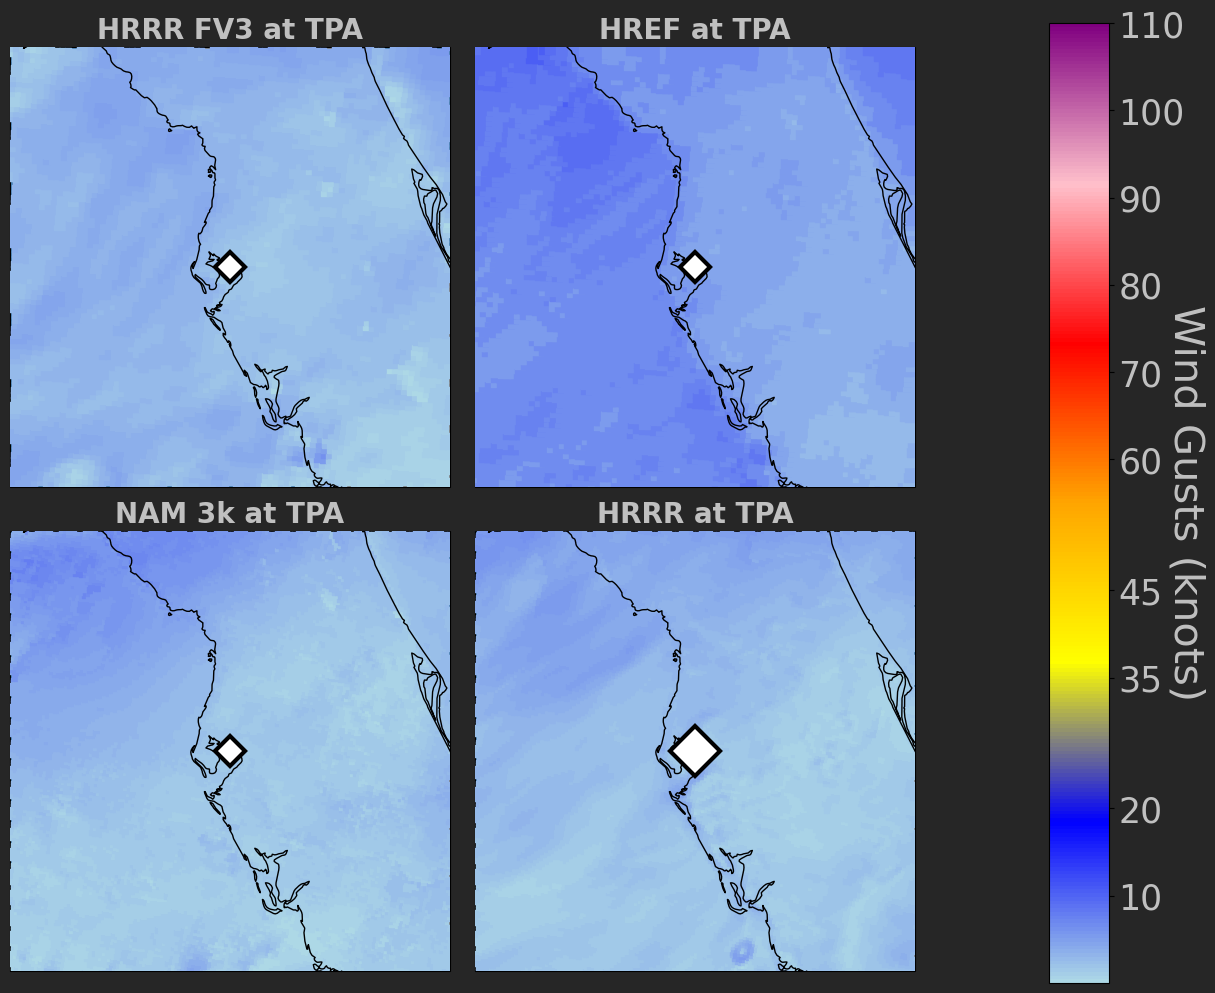 HRRR FV3 at TPA
HREF at TPA
NAM 3k at TPA
HRRR at TPA
110
100
90
80
70
60
45
35
20
10
Wind Gusts (knots)